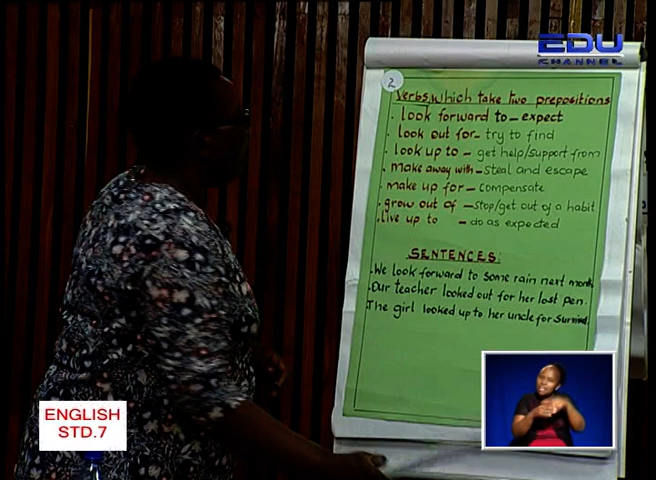 EDU
CHANNEL
2
Verbs which take two prepositions
. look forward to – expect
. look out for – try to find
. look up to – get help/support from
. make away with – steal and escape
. make up for – compensate
. grow out of – stop/get out of a habit
. live up to – do as expected
SENTENCES:
. We look forward to some rain next month.
. Our teacher looked out for her lost pen.
The girl looked up to her uncle for survival.
ENGLISH
STD.7